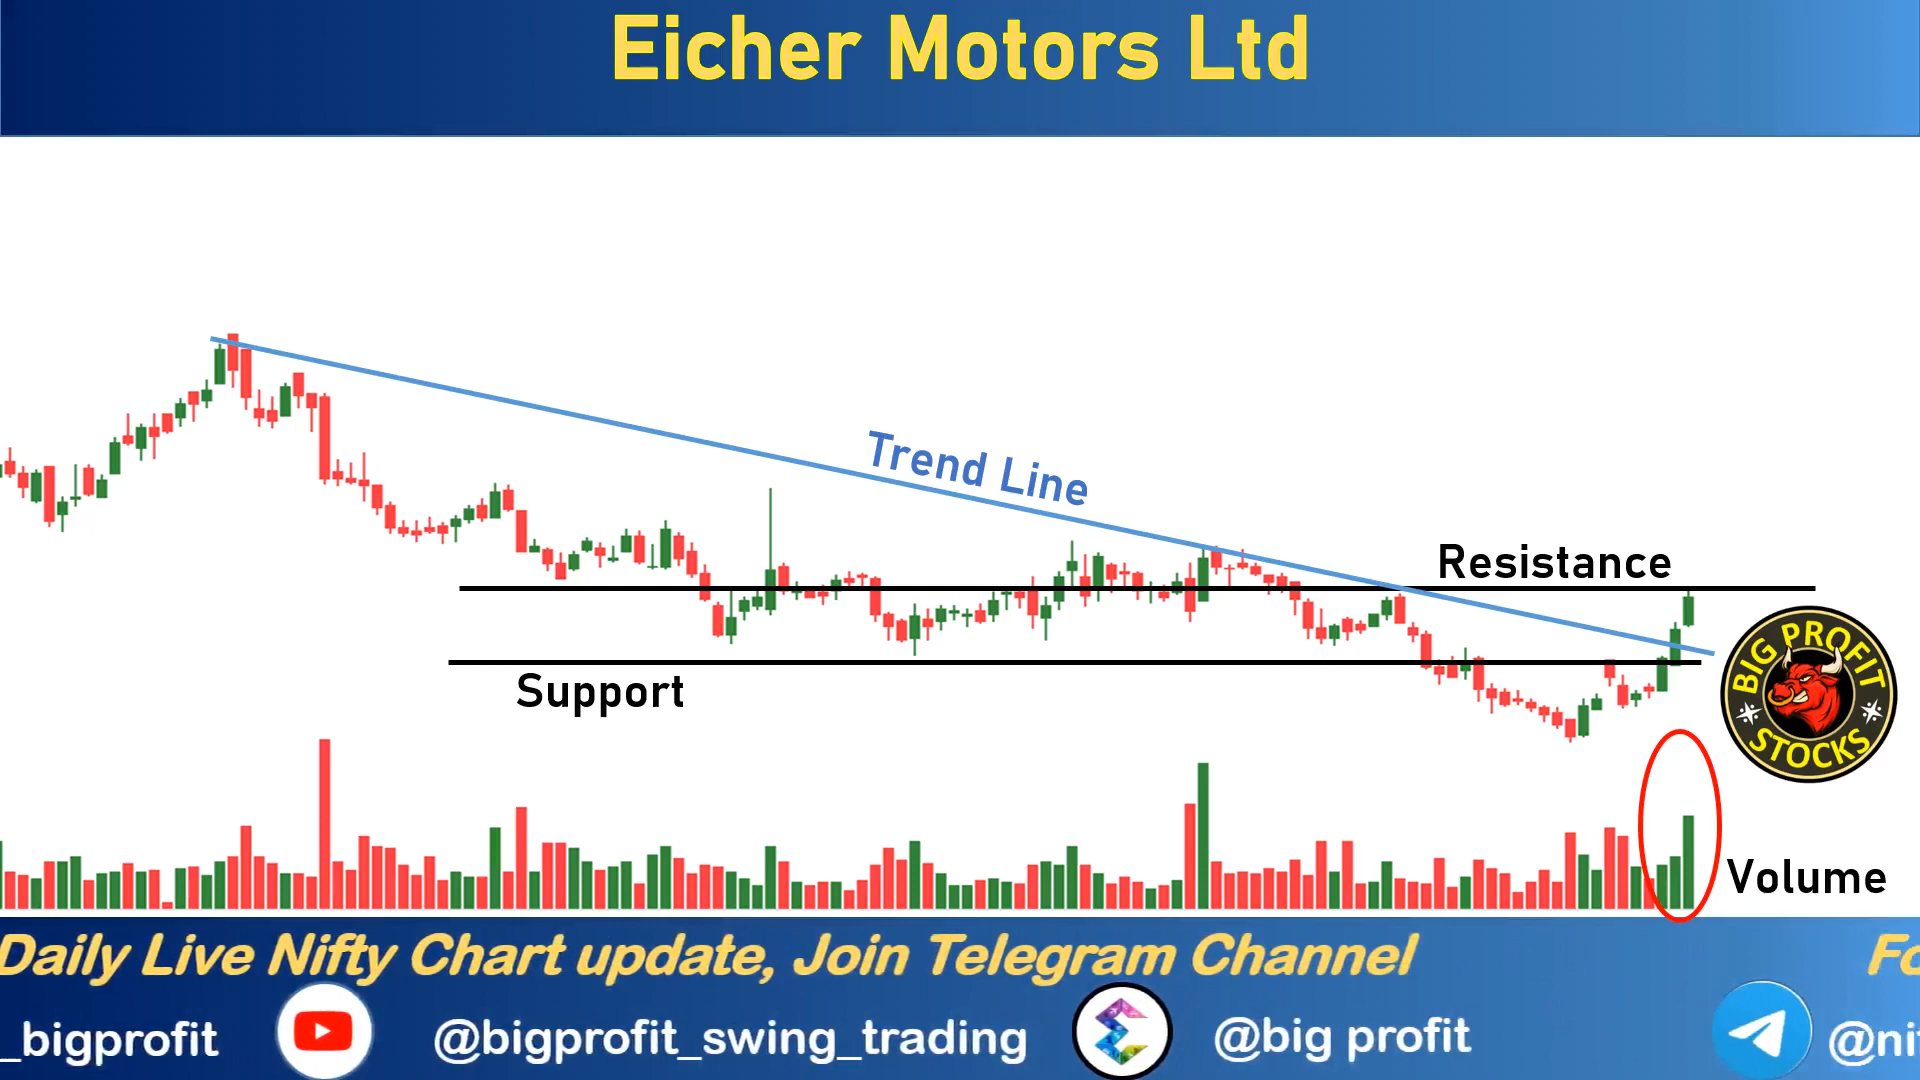 Eicher Motors Ltd
Trend Line
Resistance
Support
BIG PROFIT
STOCKS
Volume
Daily Live Nifty Chart update, Join Telegram Channel
_bigprofit
@bigprofit_swing_trading
@big profit